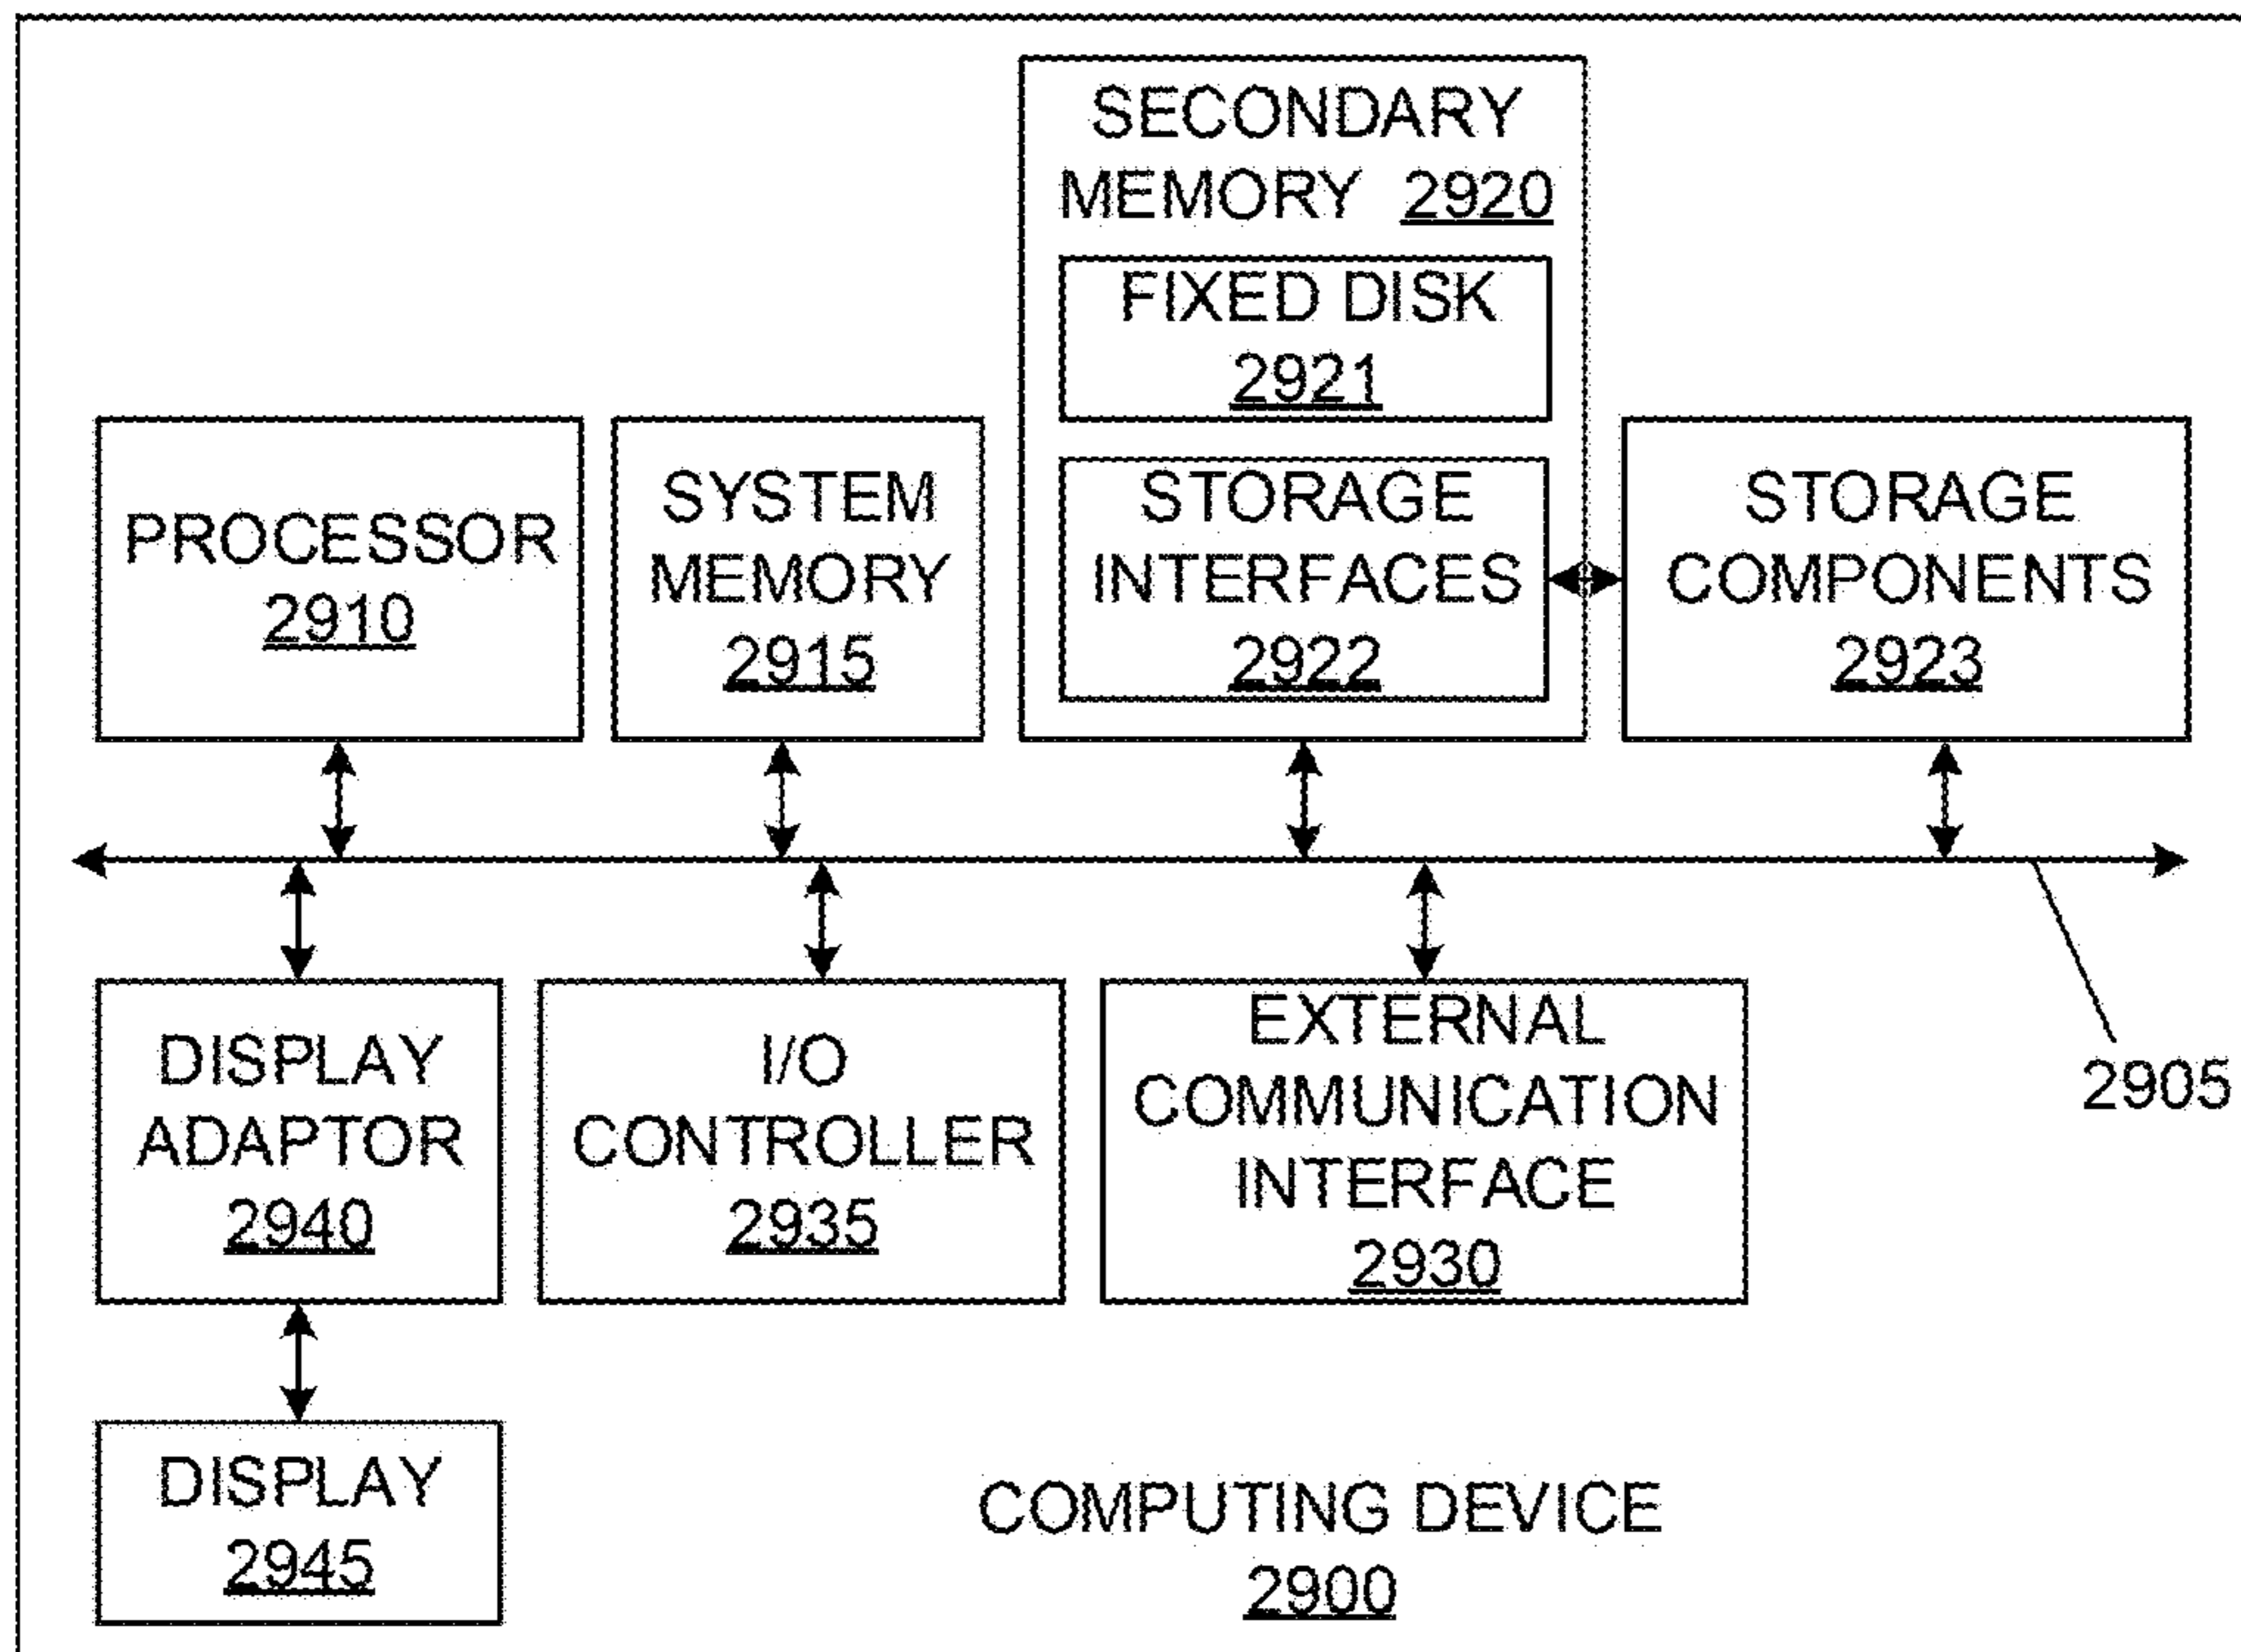 SECONDARY
MEMORY 2920
FIXED DISK
2921
STORAGE
INTERFACES
2922
PROCESSOR
2910
SYSTEM
MEMORY
2915
STORAGE
COMPONENTS
2923
2905
DISPLAY
ADAPTOR
2940
I/O
CONTROLLER
2935
EXTERNAL
COMMUNICATION
INTERFACE
2930
DISPLAY
2945
COMPUTING DEVICE
2900